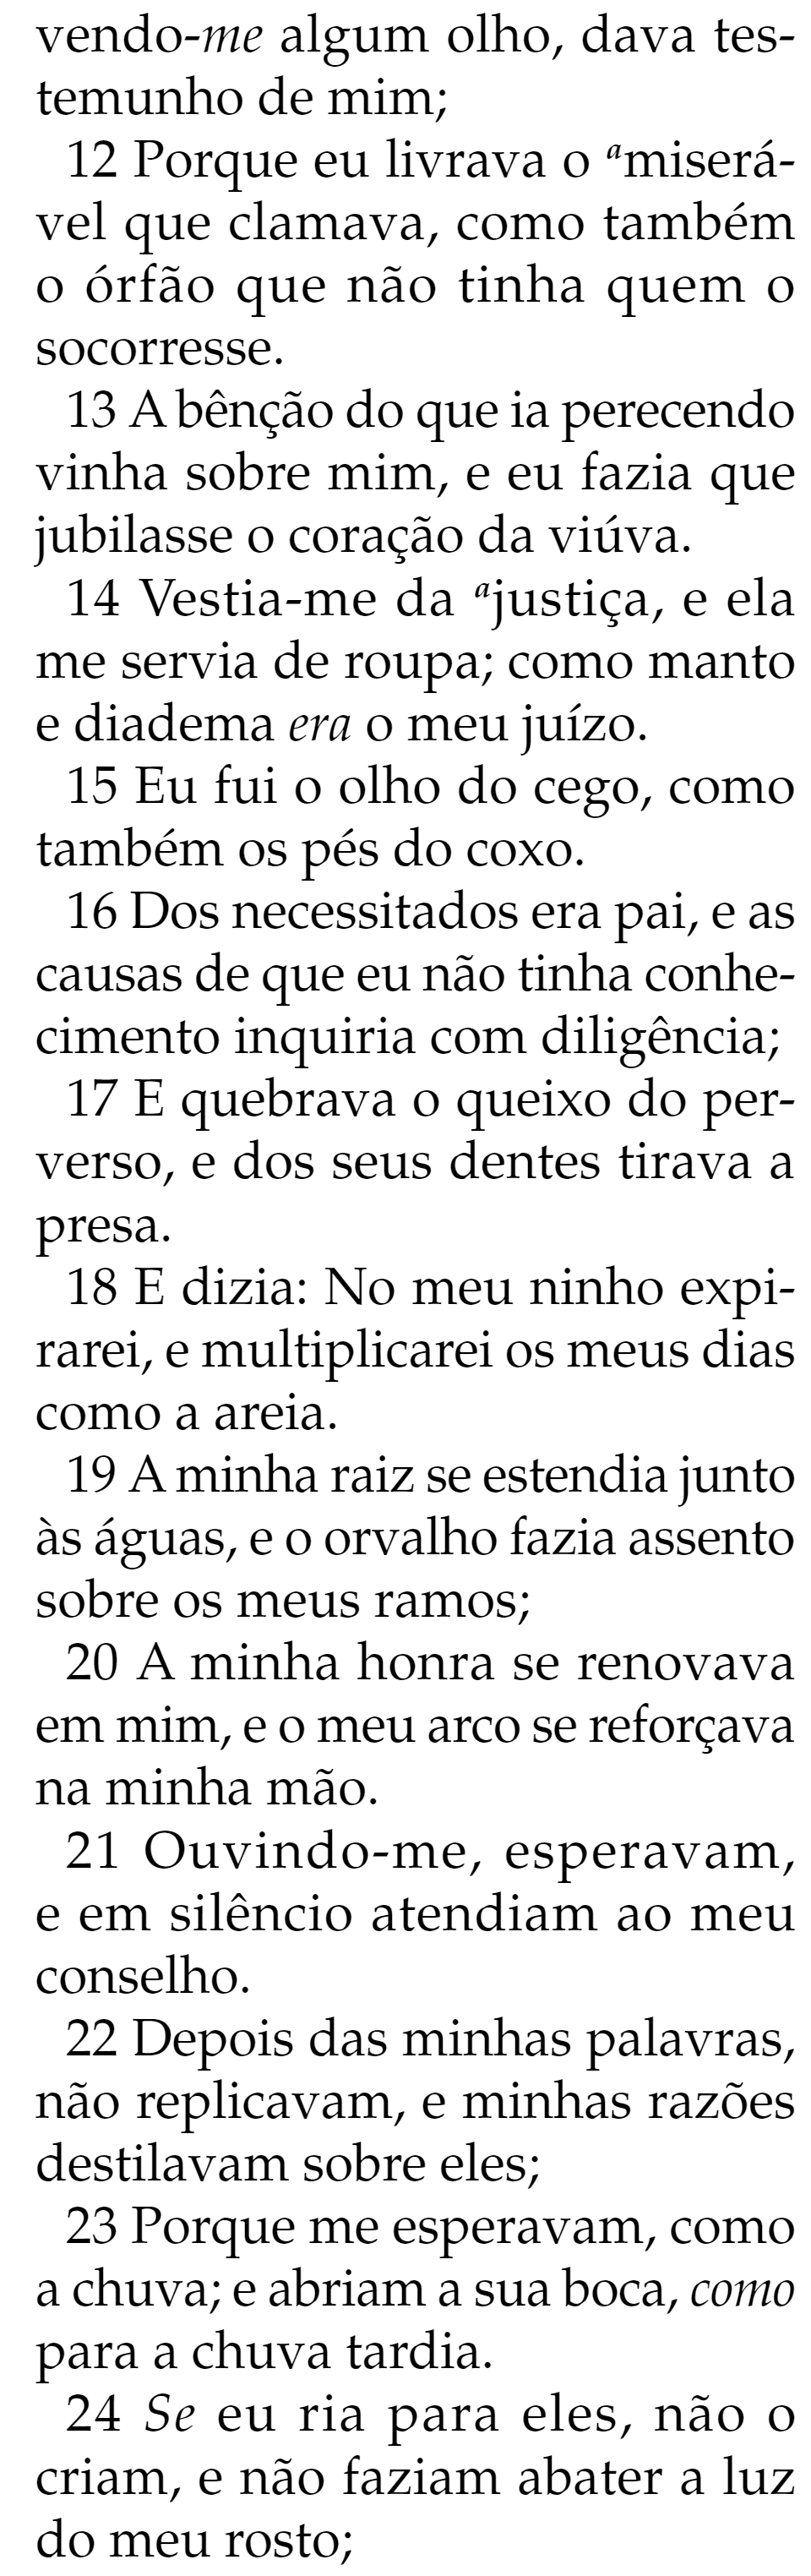 vendo-me algum olho, dava tes-
temunho de mim;
12 Porque eu livrava o ᵃmiserá-
vel que clamava, como também
o órfão que não tinha quem o
socorresse.
13 A bênção do que ia perecendo
vinha sobre mim, e eu fazia que
jubilasse o coração da viúva.
14 Vestia-me da ᵃjustiça, e ela
me servia de roupa; como manto
e diadema era o meu juízo.
15 Eu fui o olho do cego, como
também os pés do coxo.
16 Dos necessitados era pai, e as
causas de que eu não tinha conhe-
cimento inquiria com diligência;
17 E quebrava o queixo do per-
verso, e dos seus dentes tirava a
presa.
18 E dizia: No meu ninho expi-
rarei, e multiplicarei os meus dias
como a areia.
19 A minha raiz se estendia junto
às águas, e o orvalho fazia assento
sobre os meus ramos;
20 A minha honra se renovava
em mim, e o meu arco se reforçava
na minha mão.
21 Ouvindo-me, esperavam,
e em silêncio atendiam ao meu
conselho.
22 Depois das minhas palavras,
não replicavam, e minhas razões
destilavam sobre eles;
23 Porque me esperavam, como
a chuva; e abriam a sua boca, como
para a chuva tardia.
24 Se eu ria para eles, não o
criam, e não faziam abater a luz
do meu rosto;